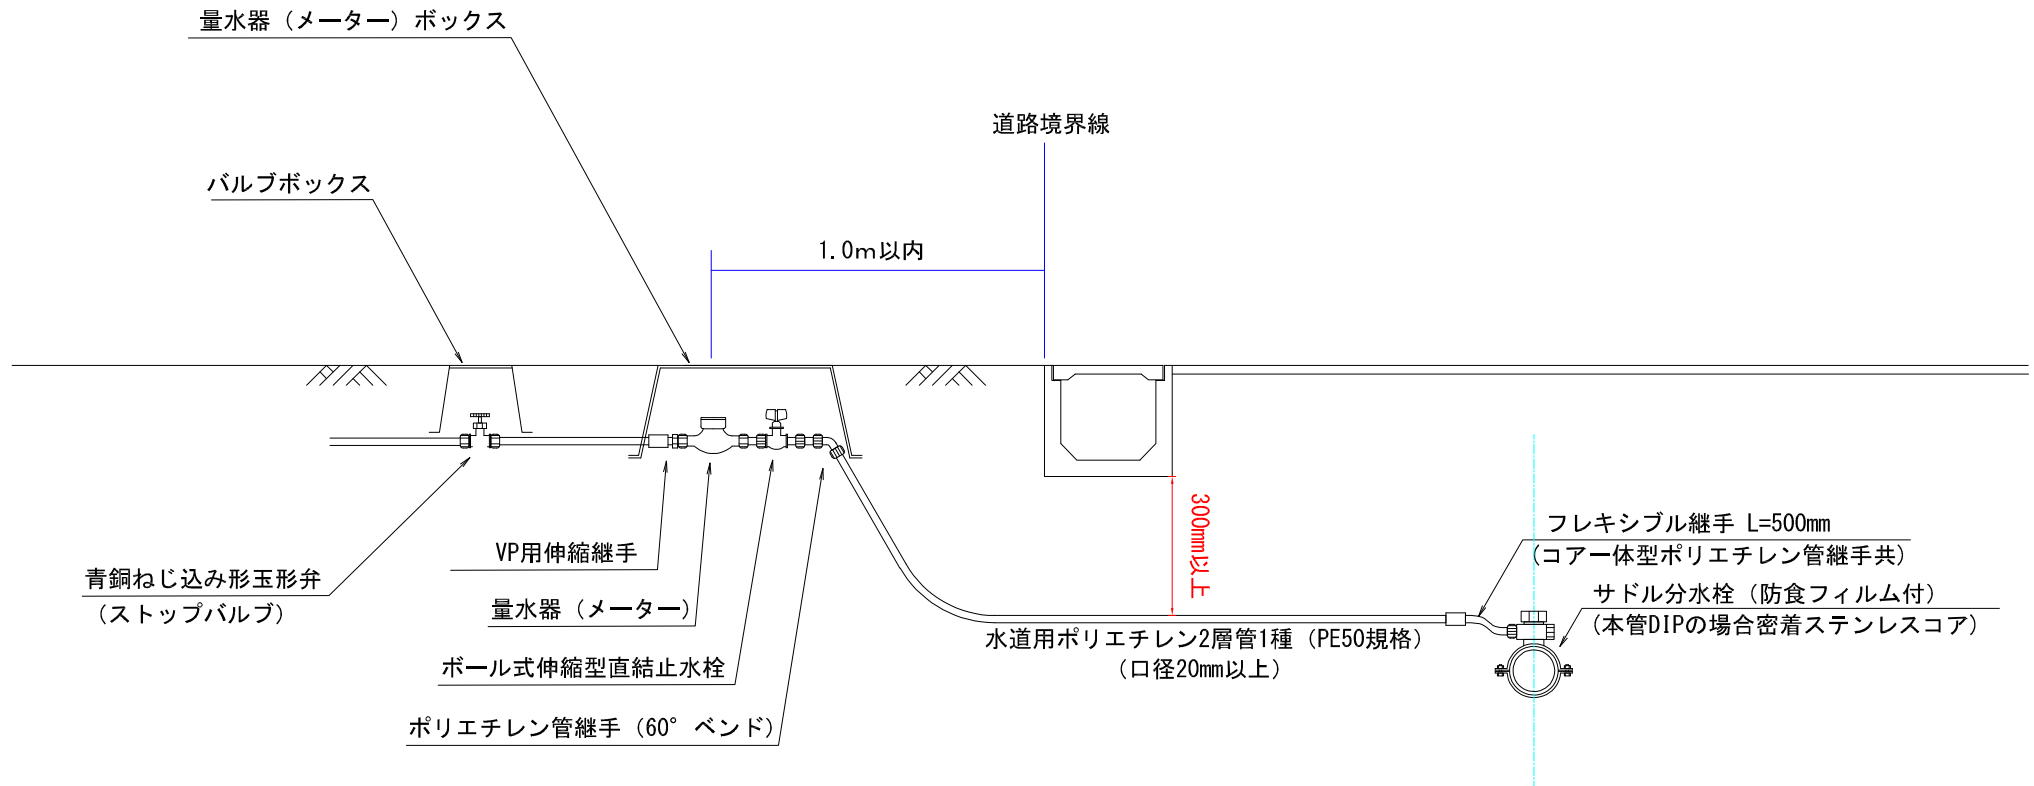 量水器（メーター）ボックス
道路境界線
バルブボックス
1.0m以内
300mm以上
フレキシブル継手 L=500mm
（コア一体型ポリエチレン管継手共）
サドル分水栓（防食フィルム付）
（本管DIPの場合密着ステンレスコア）
VP用伸縮継手
青銅ねじ込み形玉形弁
（ストップバルブ）
量水器（メーター）
水道用ポリエチレン2層管1種（PE50規格）
（口径20mm以上）
ボール式伸縮型直結止水栓
ポリエチレン管継手（60°ベンド）